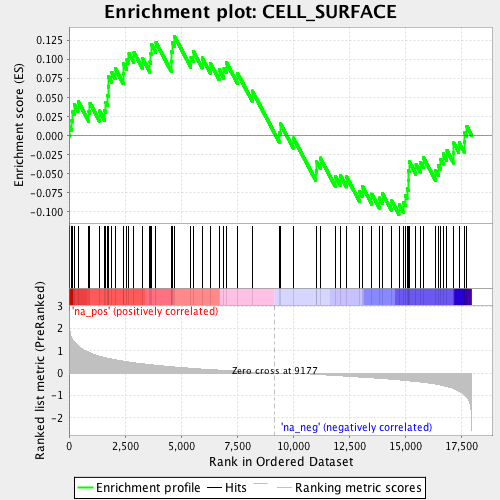 Enrichment plot: CELL_SURFACE
Enrichment score (ES)
0.125
0.100
0.075
0.050
0.025
0.000
-0.025
-0.050
-0.075
-0.100
'na_pos' (positively correlated)
Ranked list metric (PreRanked)
3
2
1
0
-1
-2
Zero cross at 9177
'na_neg' (negatively correlated)
0
2,500
5,000
7,500
10,000
12,500
15,000
17,500
Rank in Ordered Dataset
Enrichment profile
Hits
Ranking metric scores